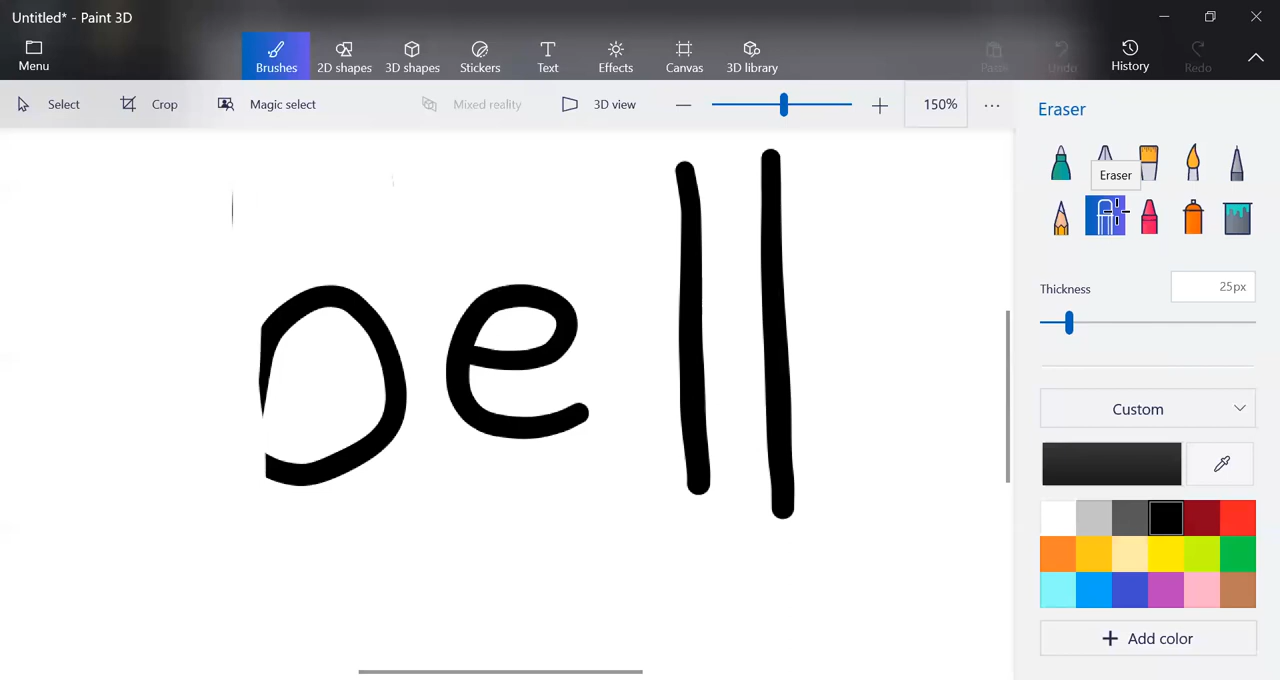 Untitled* - Paint 3D
Menu
Brushes
2D shapes
3D shapes
Stickers
Text
Effects
Canvas
3D library
Paste
Undo
History
Redo
Select
Crop
Magic select
Mixed reality
3D view
150%
Eraser
Eraser
Thickness
25px
Custom
Add color
ell